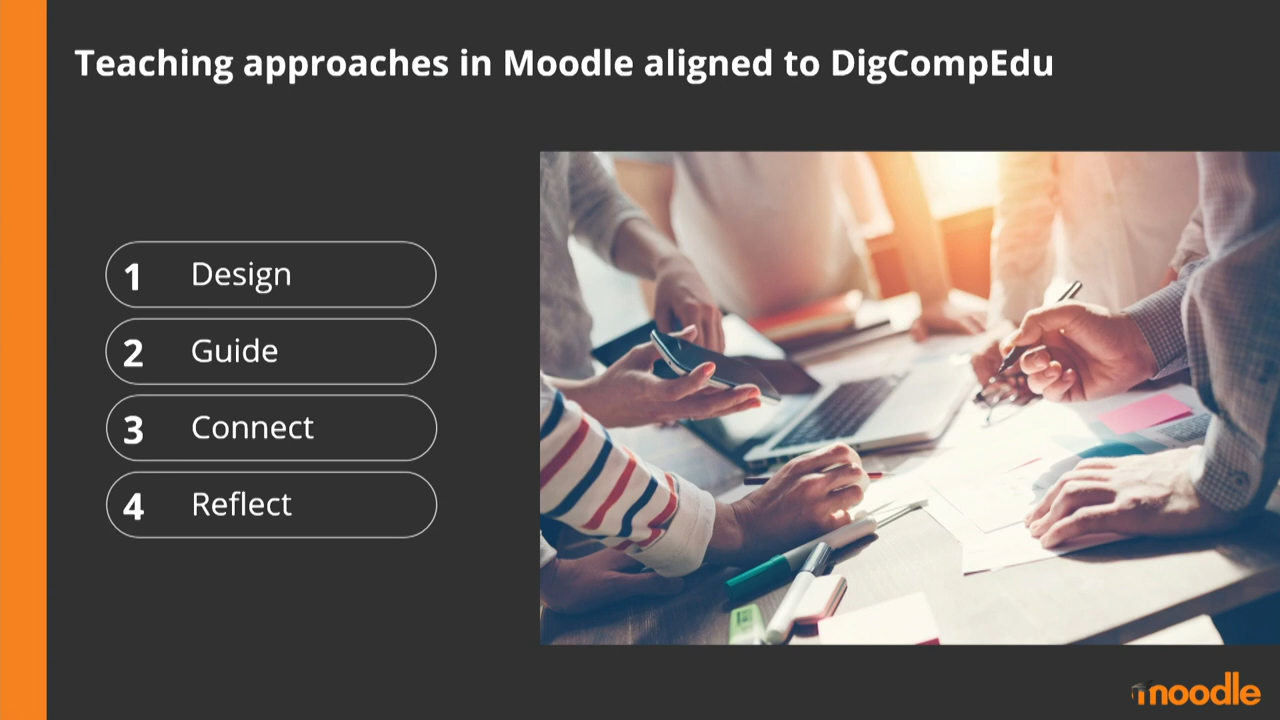 Teaching approaches in Moodle aligned to DigCompEdu
1 Design
2 Guide
3 Connect
4 Reflect
moodle